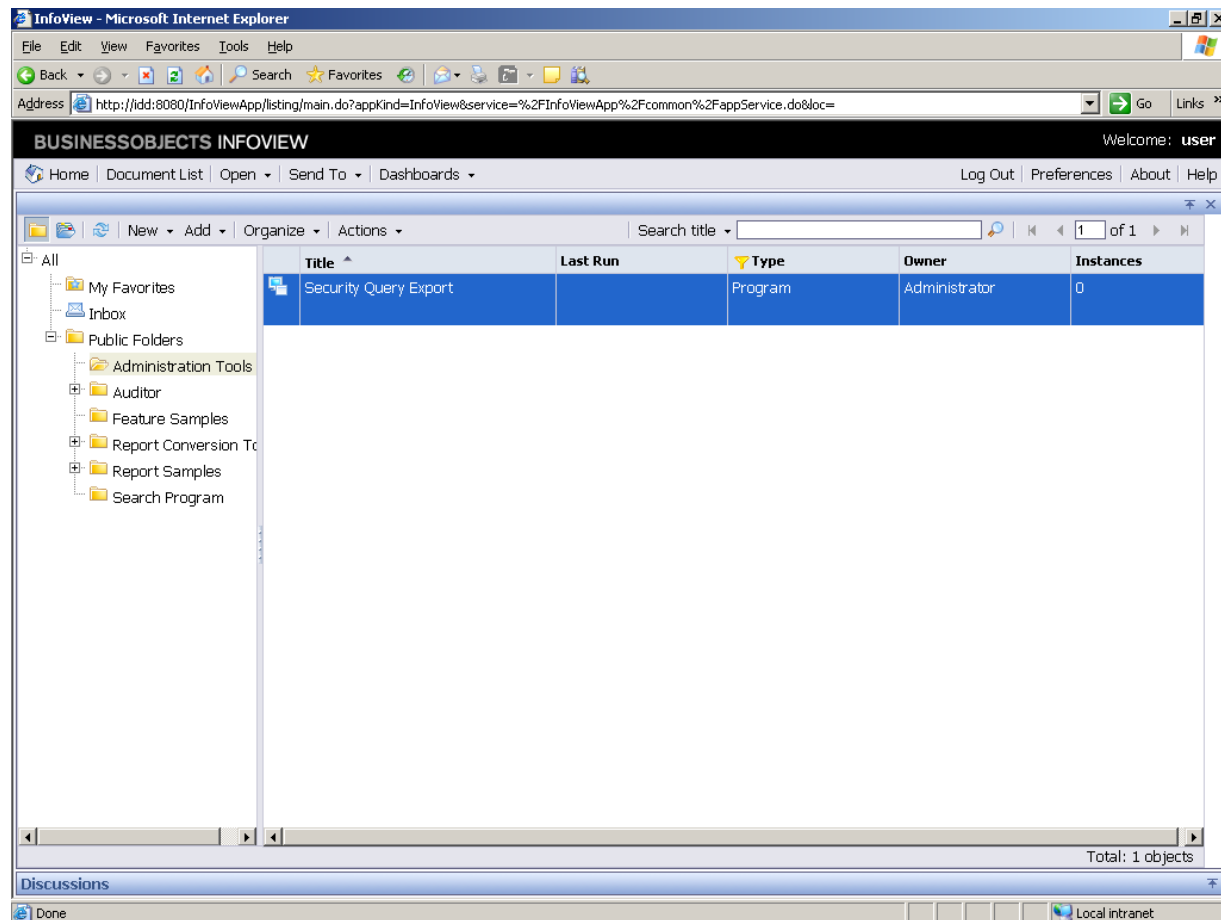 InfoView - Microsoft Internet Explorer
File Edit View Favorites Tools Help
Back Search Favorites
Address http://idd:8080/InfoViewApp/listing/main.do?appKind=InfoView&service=%2FInfoViewApp%2Fcommon%2FappService.do&loc= Go Links »
BUSINESSOBJECTS INFOVIEW Welcome: user
Home Document List Open Send To Dashboards Log Out Preferences About Help
New Add Organize Actions Search title 1 of 1
All
Title Last Run Type Owner Instances
My Favorites
Security Query Export Program Administrator 0
Inbox
Public Folders
Administration Tools
Auditor
Feature Samples
Report Conversion To
Report Samples
Search Program
Total: 1 objects
Discussions
Done Local intranet